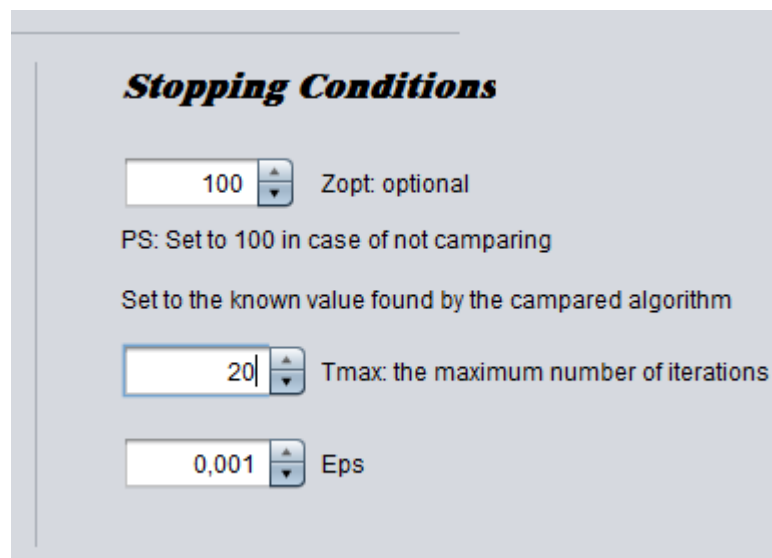 Stopping Conditions
100 Zopt: optional
PS: Set to 100 in case of not camparing
Set to the known value found by the campared algorithm
20 Tmax: the maximum number of iterations
0,001 Eps